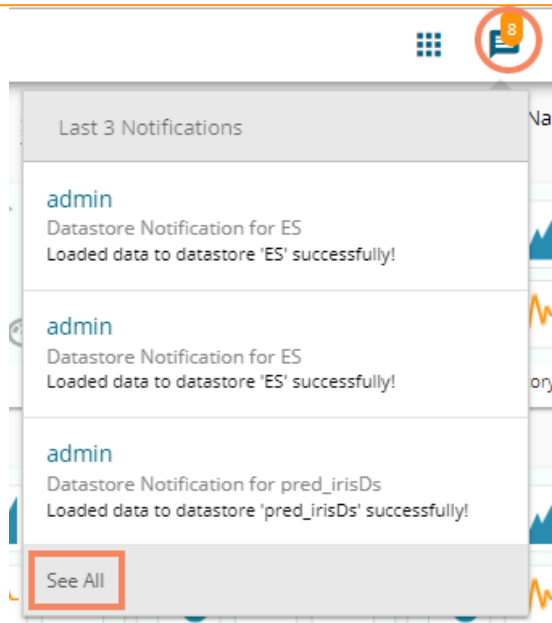 8
Last 3 Notifications
Na
admin
Datastore Notification for ES
Loaded data to datastore 'ES' successfully!
admin
Datastore Notification for ES
Loaded data to datastore 'ES' successfully!
ory
admin
Datastore Notification for pred_irisDs
Loaded data to datastore 'pred_irisDs' successfully!
See All